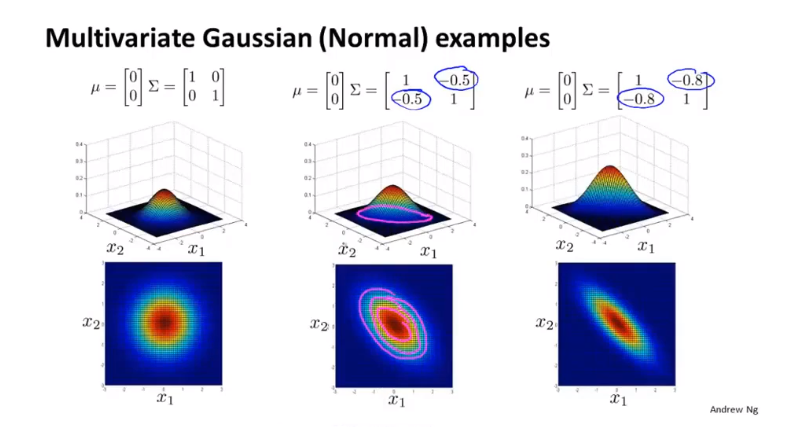 Multivariate Gaussian (Normal) examples
μ = [0 0] Σ = [1 0 0 1]
μ = [0 0] Σ = [1 −0.5 −0.5 1]
μ = [0 0] Σ = [1 −0.8 −0.8 1]
x₂ x₁
x₂ x₁
x₂ x₁
x₂
x₁
x₂
x₁
x₂
x₁
Andrew Ng